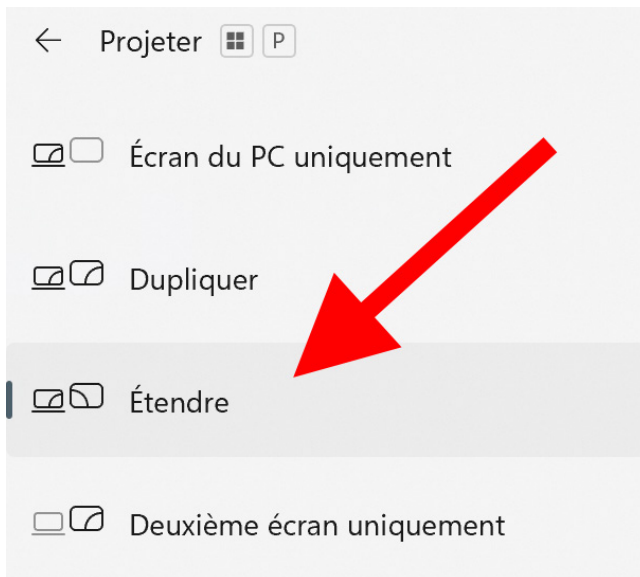 Projeter P
Écran du PC uniquement
Dupliquer
Étendre
Deuxième écran uniquement